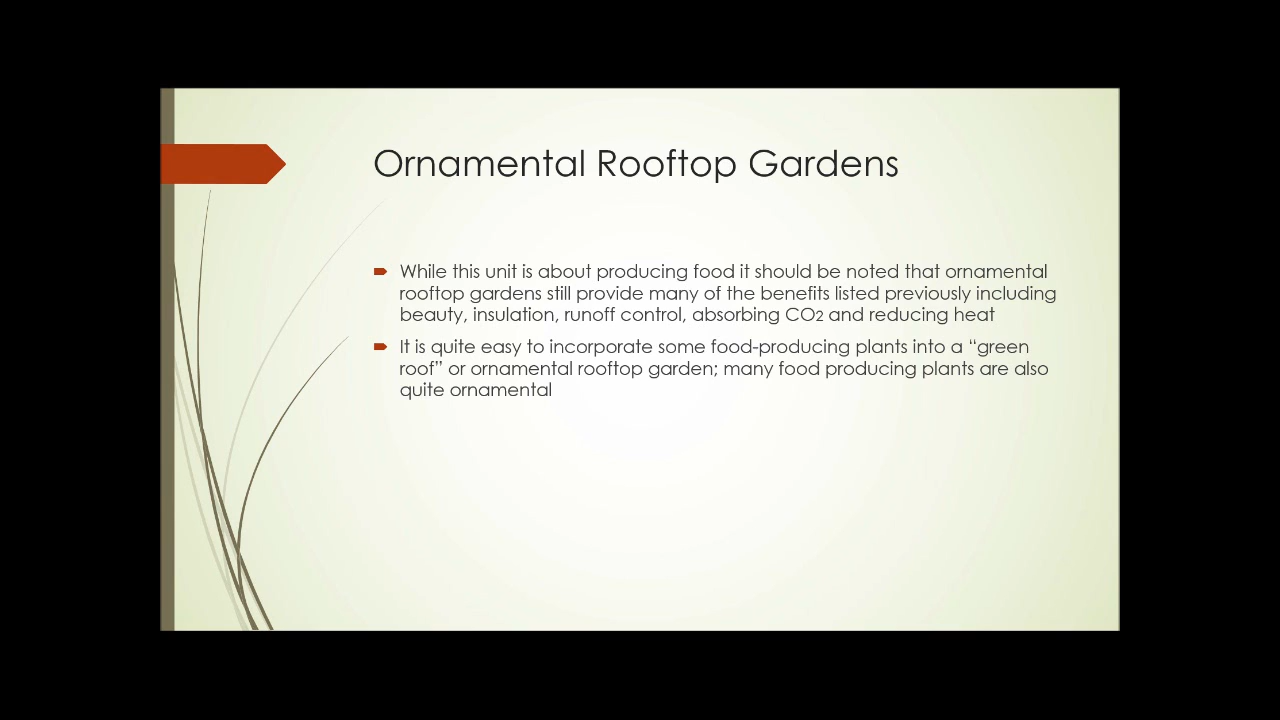 Ornamental Rooftop Gardens
While this unit is about producing food it should be noted that ornamental
rooftop gardens still provide many of the benefits listed previously including
beauty, insulation, runoff control, absorbing CO2 and reducing heat
It is quite easy to incorporate some food-producing plants into a “green
roof” or ornamental rooftop garden; many food producing plants are also
quite ornamental